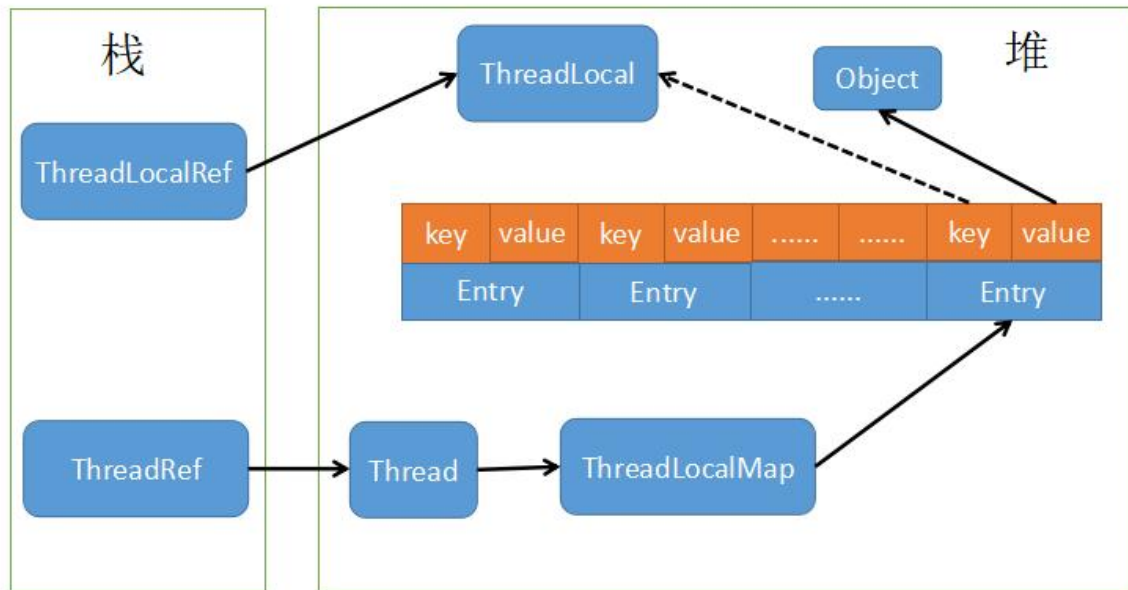 栈
堆
ThreadLocal
Object
ThreadLocalRef
key value key value ...... ...... key value
Entry Entry ...... Entry
ThreadRef
Thread
ThreadLocalMap